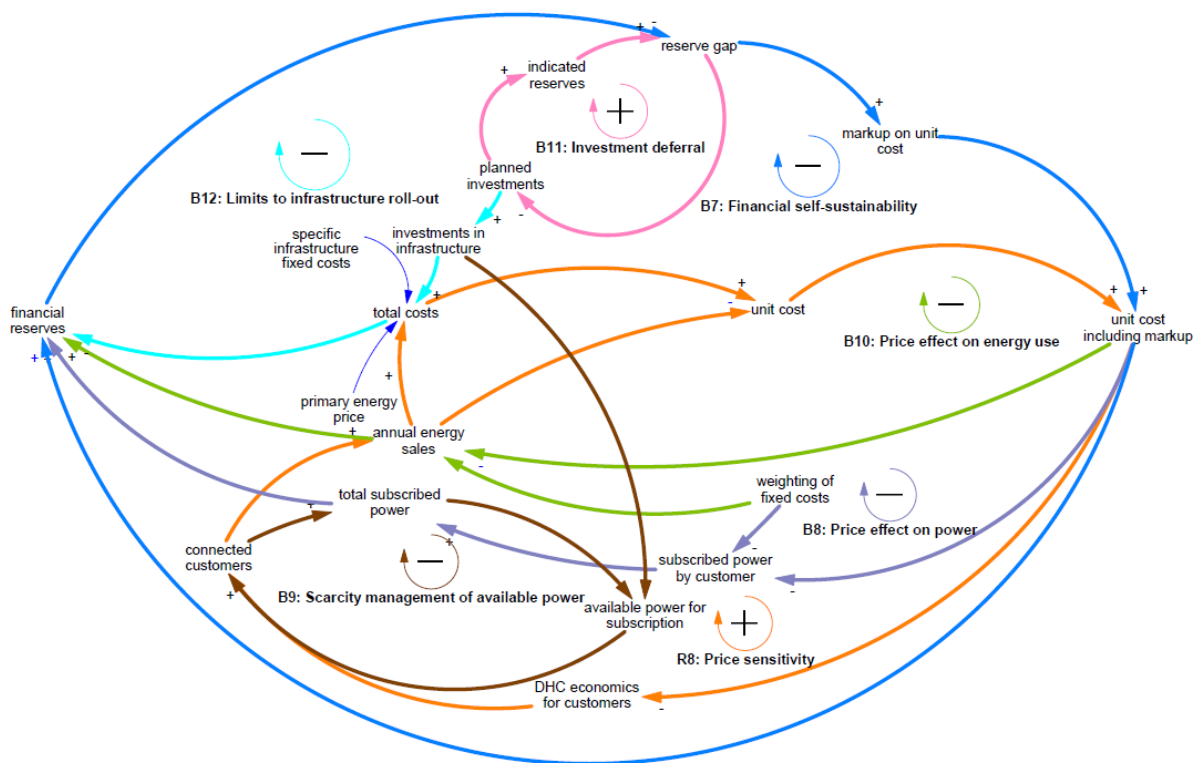 + -
reserve gap
indicated
reserves
+
+
B11: Investment deferral
+
markup on unit
cost
planned
investments
B12: Limits to infrastructure roll-out
B7: Financial self-sustainability
+
-
specific
infrastructure
fixed costs
investments in
infrastructure
+
total costs
+
unit cost
-
+
+
financial
reserves
unit cost
including markup
B10: Price effect on energy use
+
+ -
+
primary energy
price
+
annual energy
sales
-
weighting of
fixed costs
total subscribed
power
+
B8: Price effect on power
connected
customers
+
subscribed power
by customer
-
-
B9: Scarcity management of available power
available power for
subscription
+
+
R8: Price sensitivity
DHC economics
for customers
-